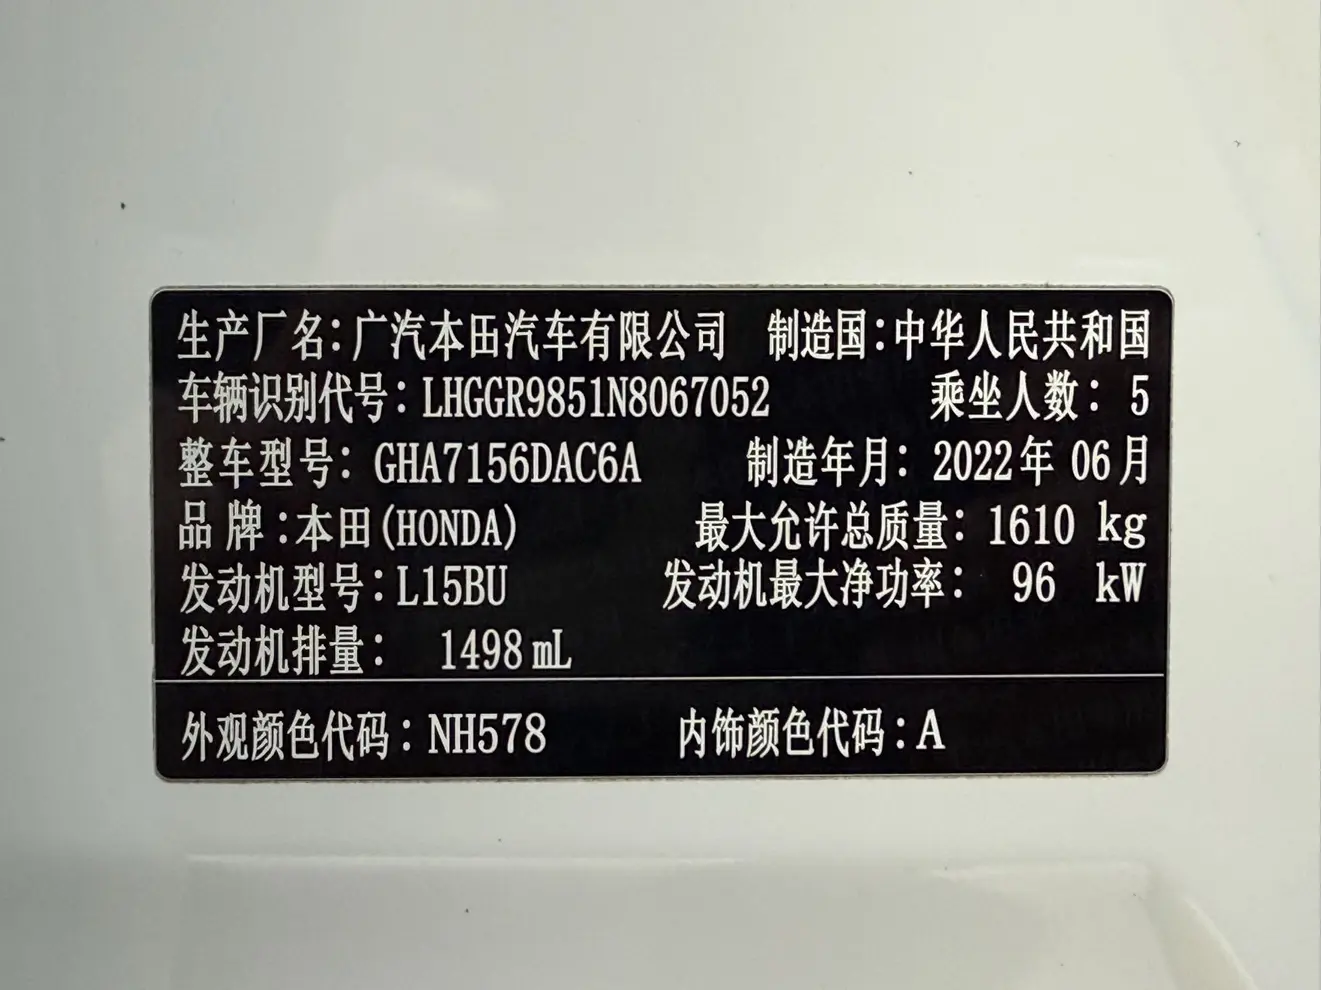 生产厂名：广汽本田汽车有限公司 制造国：中华人民共和国
车辆识别代号：LHGGR9851N8067052 乘坐人数：5
整车型号：GHA7156DAC6A 制造年月：2022年 06月
品 牌：本田(HONDA) 最大允许总质量：1610 kg
发动机型号：L15BU 发动机最大净功率：96 kW
发动机排量：1498 mL
外观颜色代码：NH578 内饰颜色代码：A